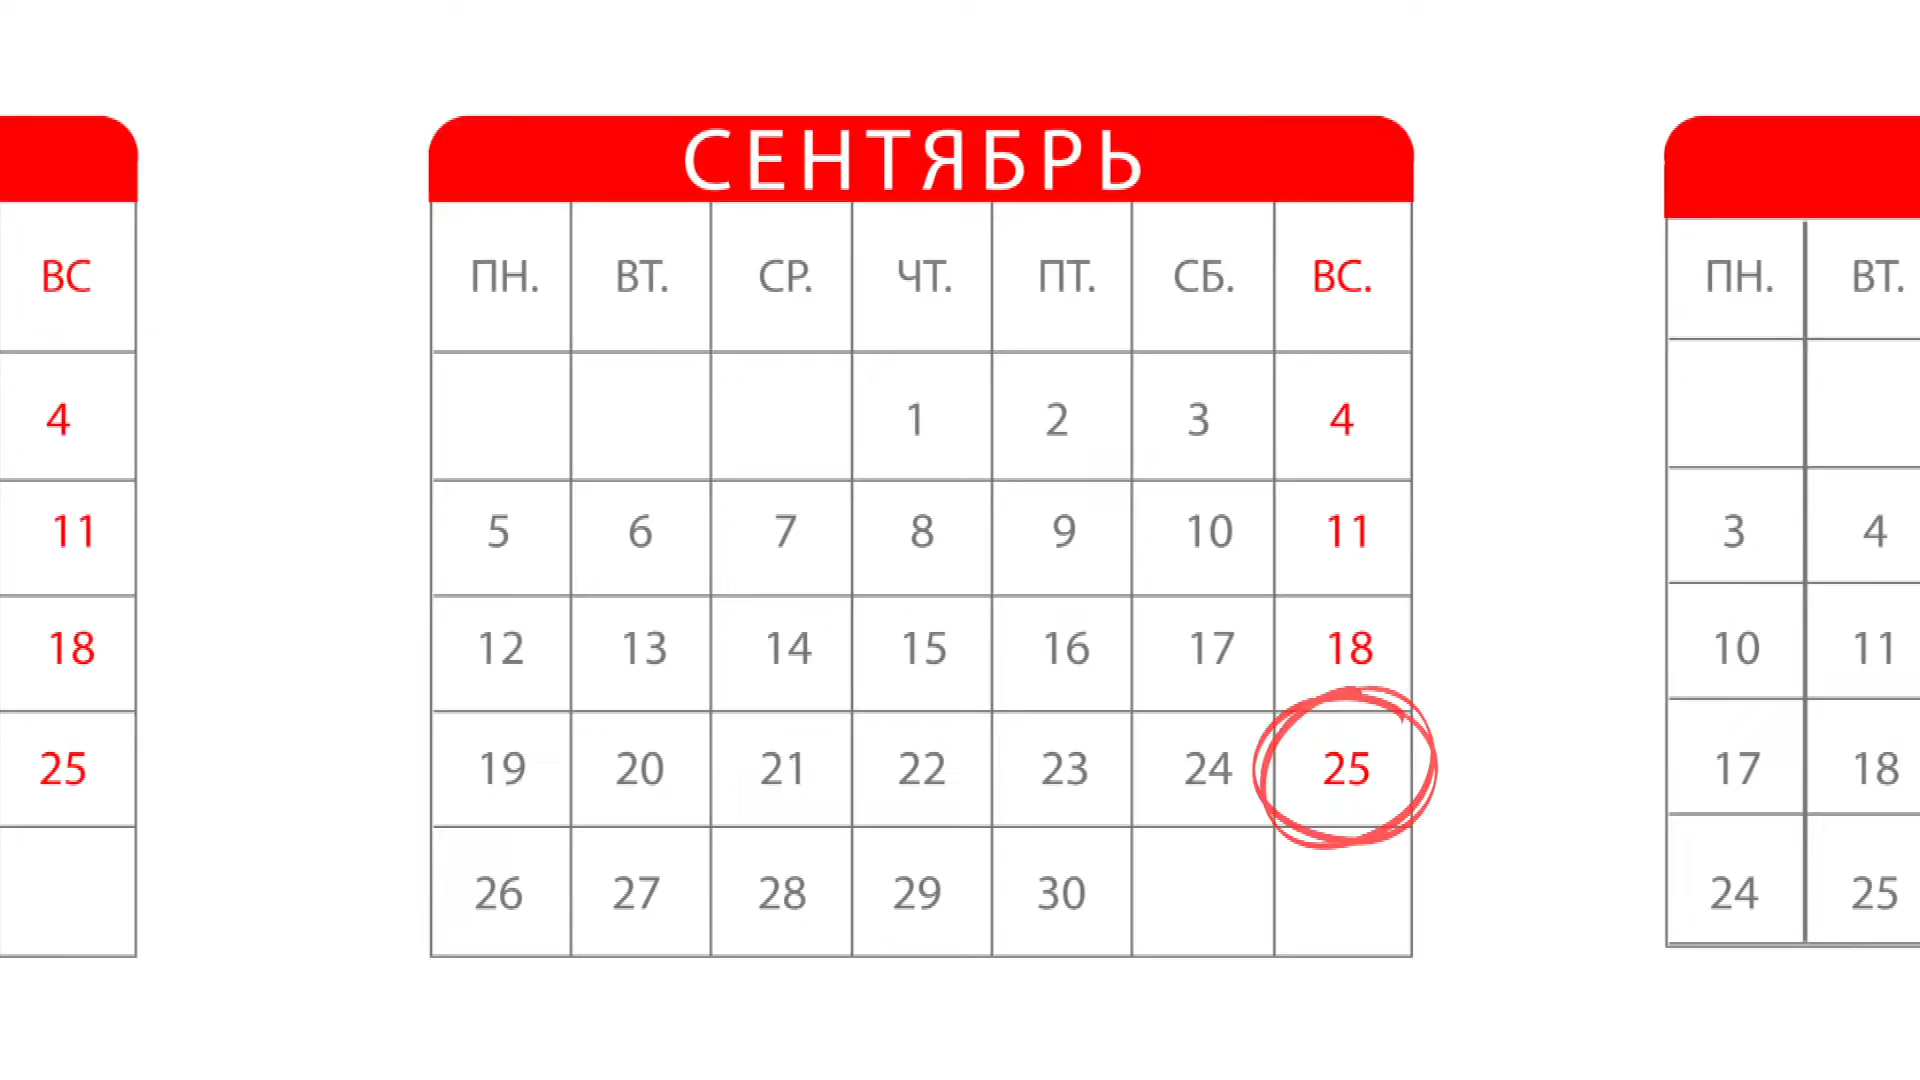 ВС
4
11
18
25
СЕНТЯБРЬ
ПН. ВТ. СР. ЧТ. ПТ. СБ. ВС.
1 2 3 4
5 6 7 8 9 10 11
12 13 14 15 16 17 18
19 20 21 22 23 24 25
26 27 28 29 30
ПН. ВТ.
3 4
10 11
17 18
24 25